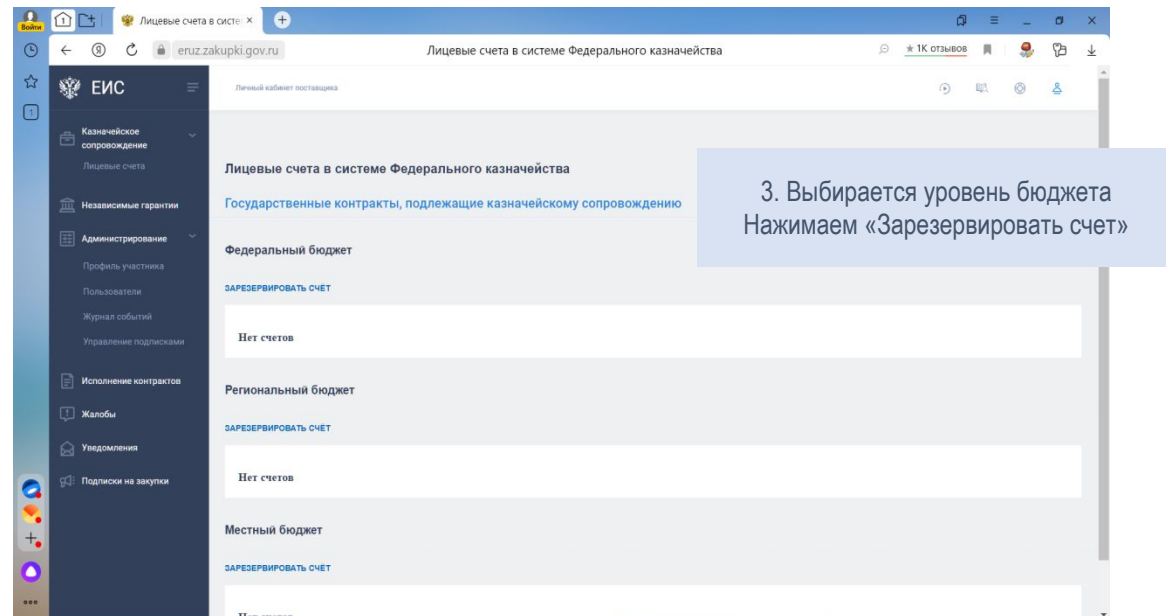 Войти
1
Лицевые счета в систе
eruz.zakupki.gov.ru
Лицевые счета в системе Федерального казначейства
★ 1К отзывов
1
ЕИС
Личный кабинет поставщика
Казначейское
сопровождение
Лицевые счета
Независимые гарантии
Администрирование
Профиль участника
Пользователи
Журнал событий
Управление подписками
Исполнение контрактов
Жалобы
Уведомления
Подписки на закупки
Лицевые счета в системе Федерального казначейства
Государственные контракты, подлежащие казначейскому сопровождению
3. Выбирается уровень бюджета
Нажимаем «Зарезервировать счет»
Федеральный бюджет
ЗАРЕЗЕРВИРОВАТЬ СЧЁТ
Нет счетов
Региональный бюджет
ЗАРЕЗЕРВИРОВАТЬ СЧЁТ
Нет счетов
Местный бюджет
ЗАРЕЗЕРВИРОВАТЬ СЧЁТ